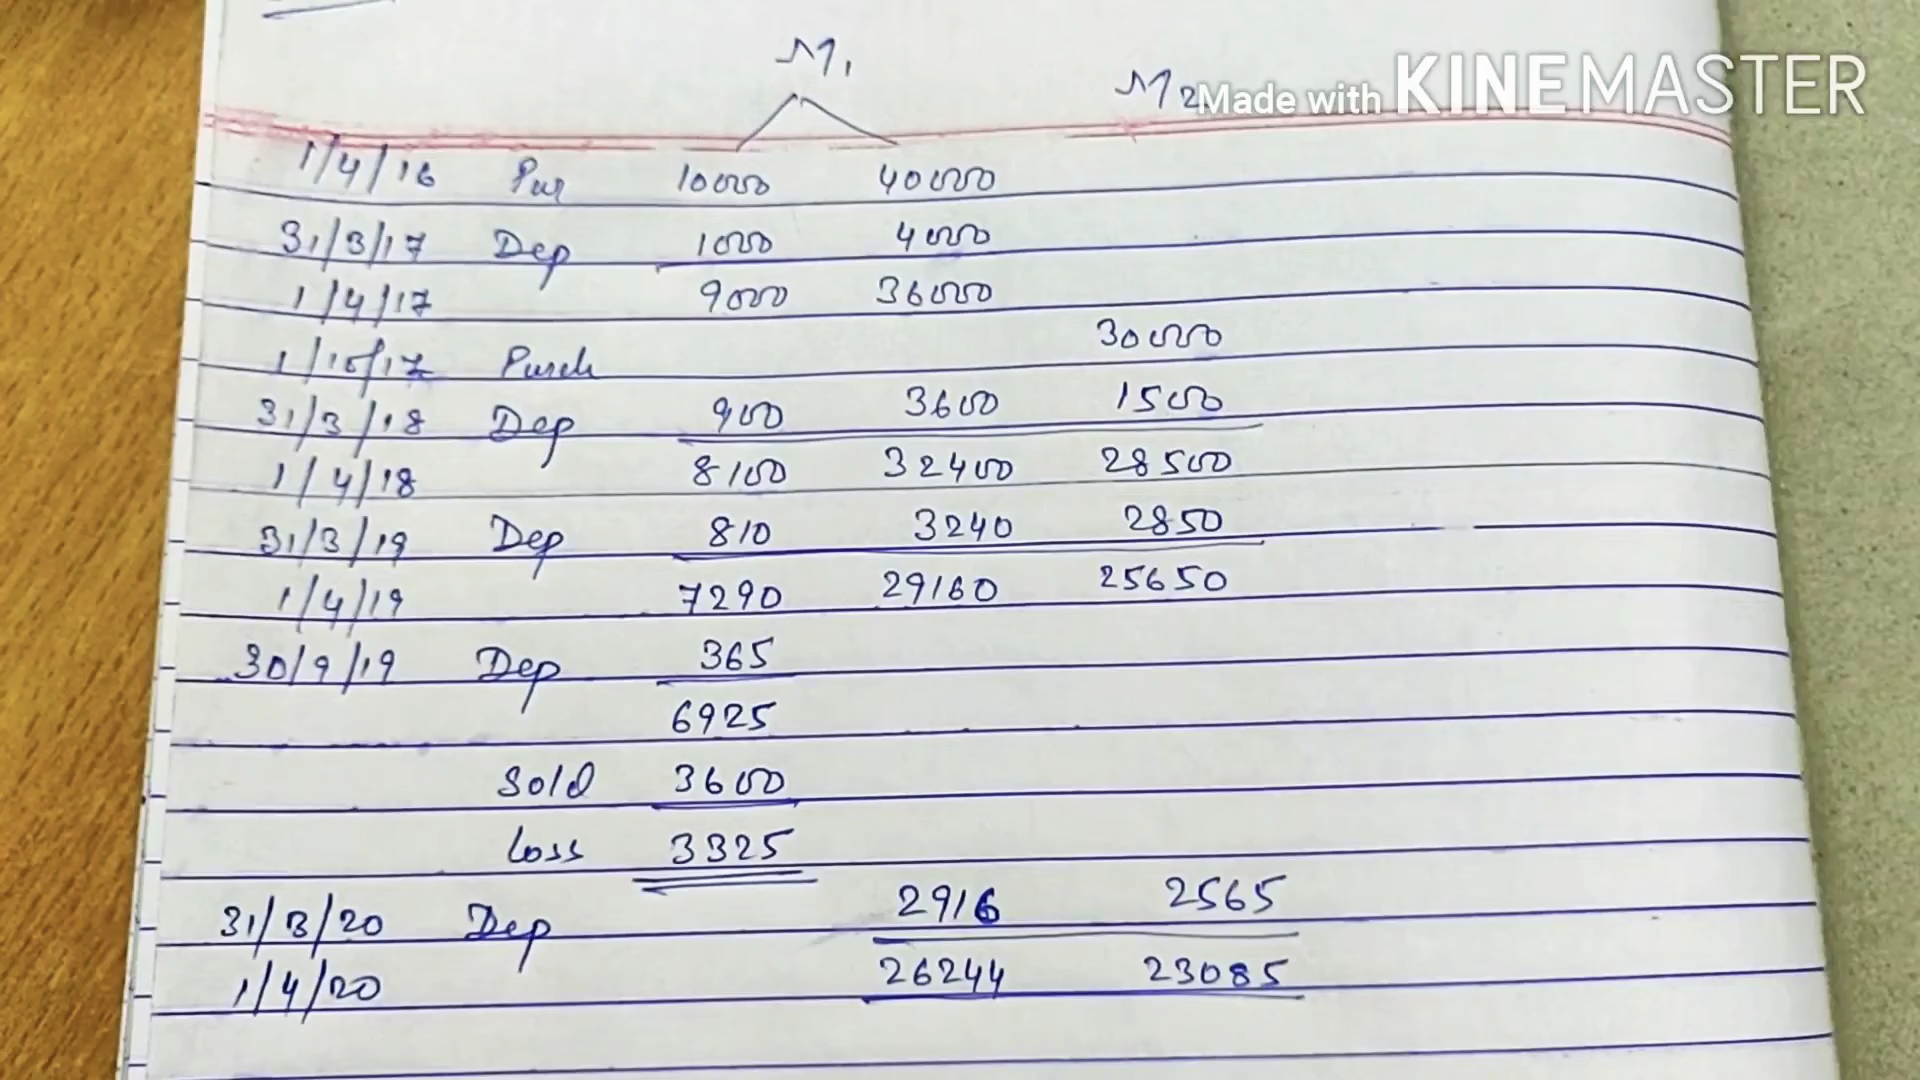 M1
M2 Made with KINEMASTER
1/4/16 Pur 10000 40000
31/3/17 Dep 1000 4000
1/4/17 9000 36000
30000
1/10/17 Purch
31/3/18 Dep 900 3600 1500
1/4/18 8100 32400 28500
31/3/19 Dep 810 3240 2850
1/4/19 7290 29160 25650
30/9/19 Dep 365
6925
Sold 3600
Loss 3325
31/3/20 Dep 2916 2565
1/4/20 26244 23085